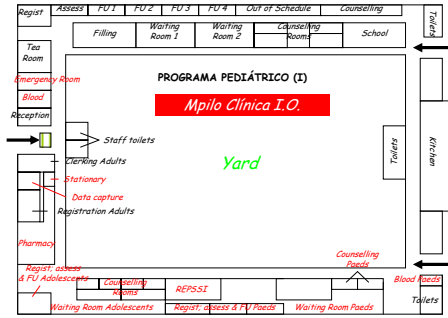 Regist
Assess
FU 1
FU 2
FU 3
FU 4
Out of Schedule
Counselling
Toilets
Filling
Waiting
Room 1
Waiting
Room 2
Counselling
Rooms
School
Tea
Room
Emergency Room
Blood
Reception
PROGRAMA PEDIÁTRICO (I)
Mpilo Clínica I.O.
Yard
Staff toilets
Toilets
Kitchen
Clerking Adults
Stationary
Data capture
Registration Adults
Pharmacy
Regist; assess
& FU Adolescents
Counselling
Rooms
REPSSI
Counselling
Paeds
Blood Paeds
Waiting Room Adolescents
Regist; assess & FU Paeds
Waiting Room Paeds
Toilets